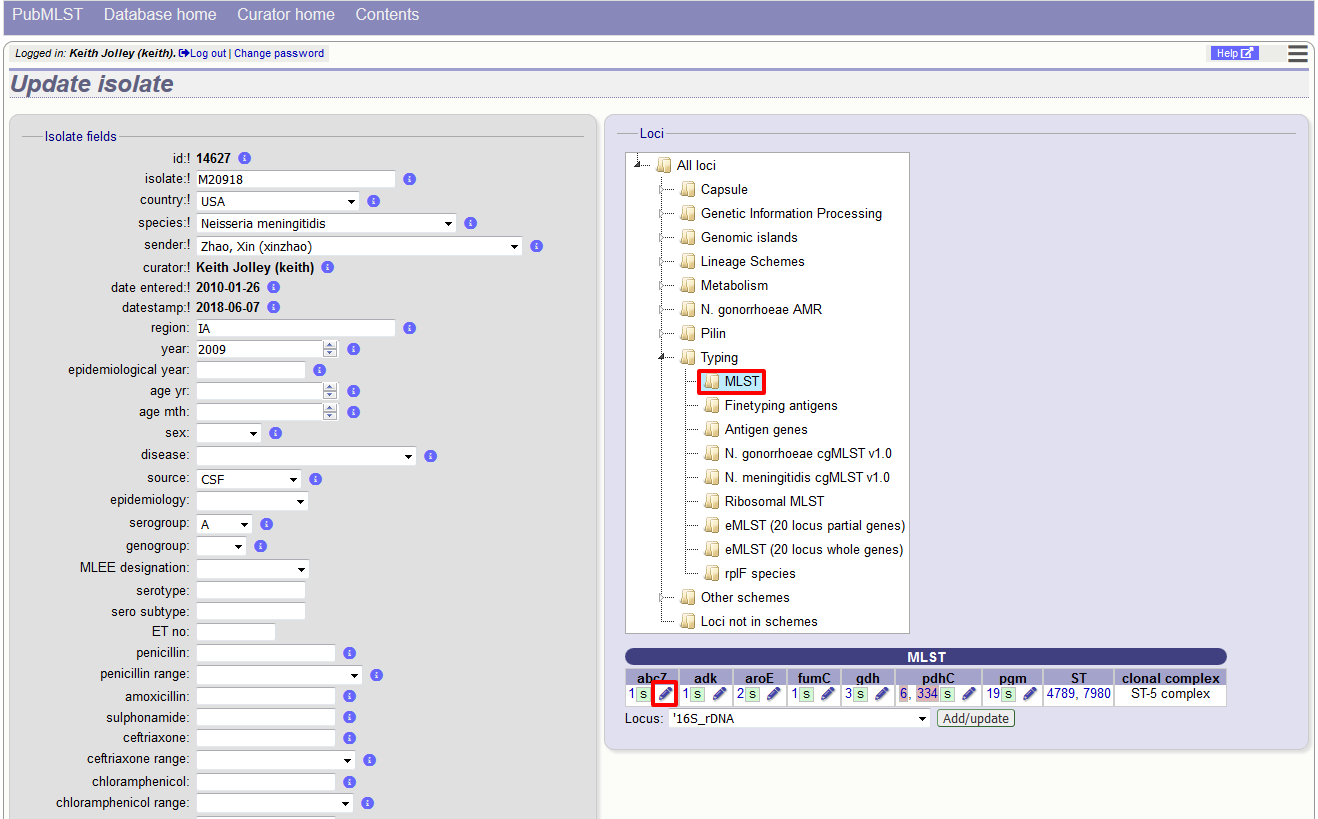 PubMLST Database home Curator home Contents
Logged in: Keith Jolley (keith). Log out | Change password
Help
Update isolate
Isolate fields
id:! 14627
isolate:! M20918
country:! USA
species:! Neisseria meningitidis
sender:! Zhao, Xin (xinzhao)
curator:! Keith Jolley (keith)
date entered:! 2010-01-26
datestamp:! 2018-06-07
region: IA
year: 2009
epidemiological year:
age yr:
age mth:
sex:
disease:
source: CSF
epidemiology:
serogroup: A
genogroup:
MLEE designation:
serotype:
sero subtype:
ET no:
penicillin:
penicillin range:
amoxicillin:
sulphonamide:
ceftriaxone:
ceftriaxone range:
chloramphenicol:
chloramphenicol range:
Loci
All loci
Capsule
Genetic Information Processing
Genomic islands
Lineage Schemes
Metabolism
N. gonorrhoeae AMR
Pilin
Typing
MLST
Finetyping antigens
Antigen genes
N. gonorrhoeae cgMLST v1.0
N. meningitidis cgMLST v1.0
Ribosomal MLST
eMLST (20 locus partial genes)
eMLST (20 locus whole genes)
rplF species
Other schemes
Loci not in schemes
MLST
abcZ adk aroE fumC gdh pdhC pgm ST clonal complex
1 S 1 S 2 S 1 S 3 S 6, 334 S 19 S 4789, 7980 ST-5 complex
Locus: '16S_rDNA Add/update